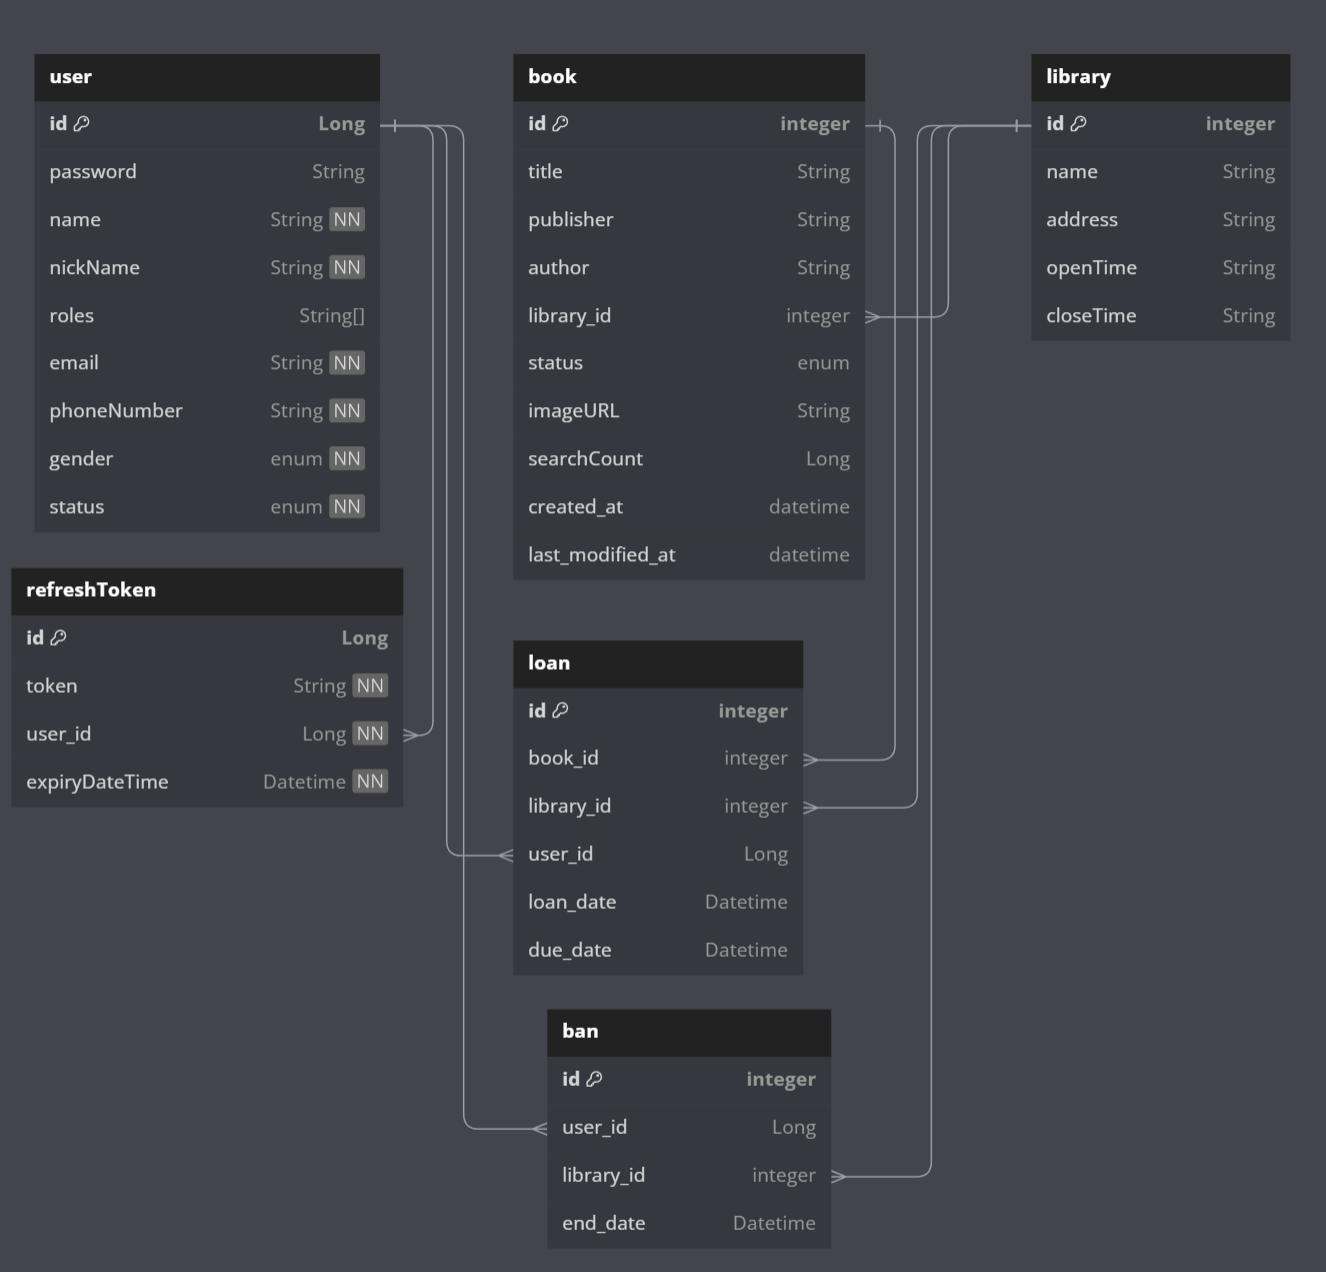 user
id Long
password String
name String NN
nickName String NN
roles String[]
email String NN
phoneNumber String NN
gender enum NN
status enum NN
refreshToken
id Long
token String NN
user_id Long NN
expiryDateTime Datetime NN
book
id integer
title String
publisher String
author String
library_id integer
status enum
imageURL String
searchCount Long
created_at datetime
last_modified_at datetime
loan
id integer
book_id integer
library_id integer
user_id Long
loan_date Datetime
due_date Datetime
ban
id integer
user_id Long
library_id integer
end_date Datetime
library
id integer
name String
address String
openTime String
closeTime String